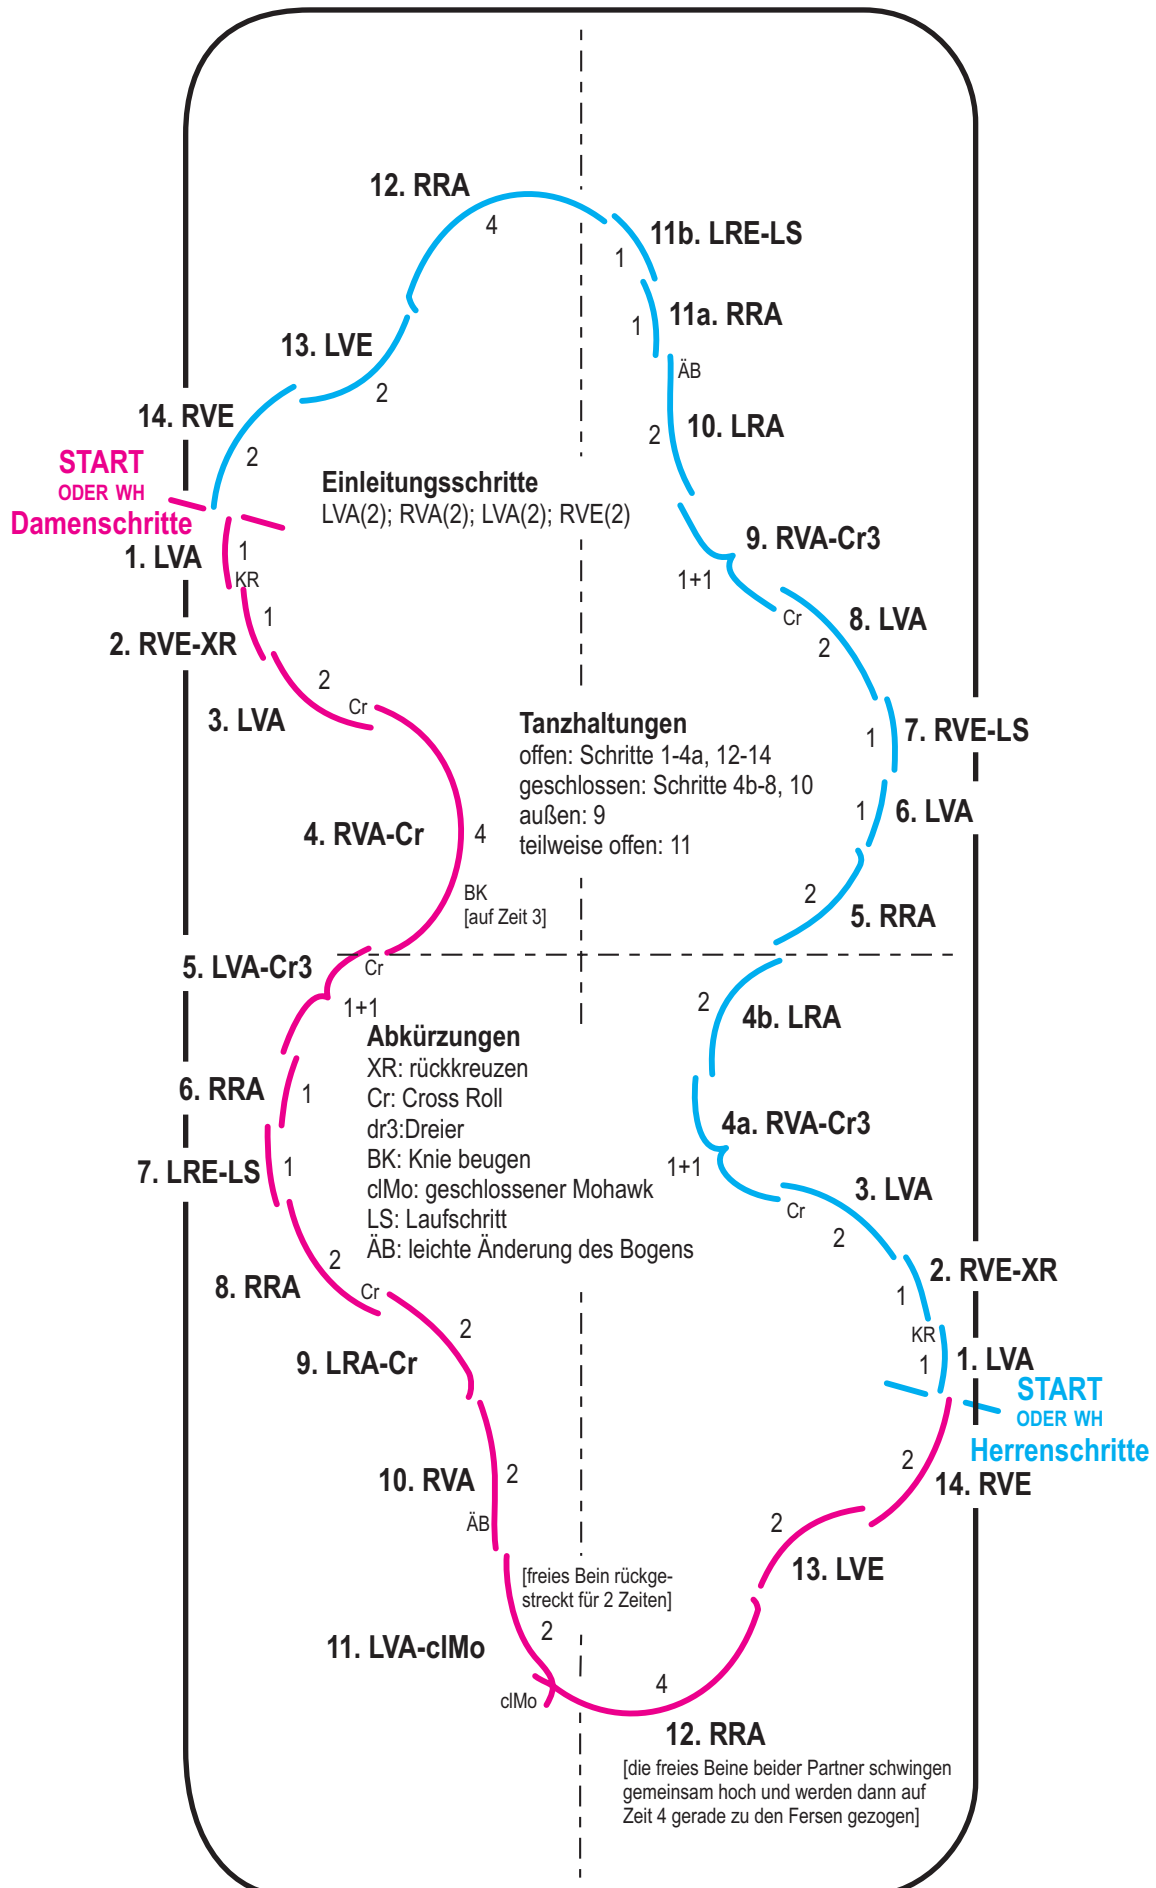 12. RRA
4
11b. LRE-LS
1
11a. RRA
1
13. LVE
2
ÄB
10. LRA
2
14. RVE
2
START
ODER WH
Damenschritte
Einleitungsschritte
LVA(2); RVA(2); LVA(2); RVE(2)
1. LVA
1
KR
9. RVA-Cr3
1+1
Cr
2. RVE-XR
1
8. LVA
2
3. LVA
2
Cr
Tanzhaltungen
offen: Schritte 1-4a, 12-14
geschlossen: Schritte 4b-8, 10
außen: 9
teilweise offen: 11
7. RVE-LS
1
6. LVA
1
4. RVA-Cr
4
BK
[auf Zeit 3]
5. RRA
2
5. LVA-Cr3
Cr
1+1
4b. LRA
2
Abkürzungen
XR: rückkreuzen
Cr: Cross Roll
dr3:Dreier
BK: Knie beugen
clMo: geschlossener Mohawk
LS: Laufschritt
ÄB: leichte Änderung des Bogens
6. RRA
1
4a. RVA-Cr3
1+1
7. LRE-LS
1
3. LVA
Cr
2
8. RRA
2
Cr
2. RVE-XR
1
KR
9. LRA-Cr
2
1. LVA
1
START
ODER WH
Herrenschritte
10. RVA
2
ÄB
14. RVE
2
13. LVE
2
[freies Bein rückge-
streckt für 2 Zeiten]
11. LVA-clMo
2
clMo
4
12. RRA
[die freies Beine beider Partner schwingen
gemeinsam hoch und werden dann auf
Zeit 4 gerade zu den Fersen gezogen]